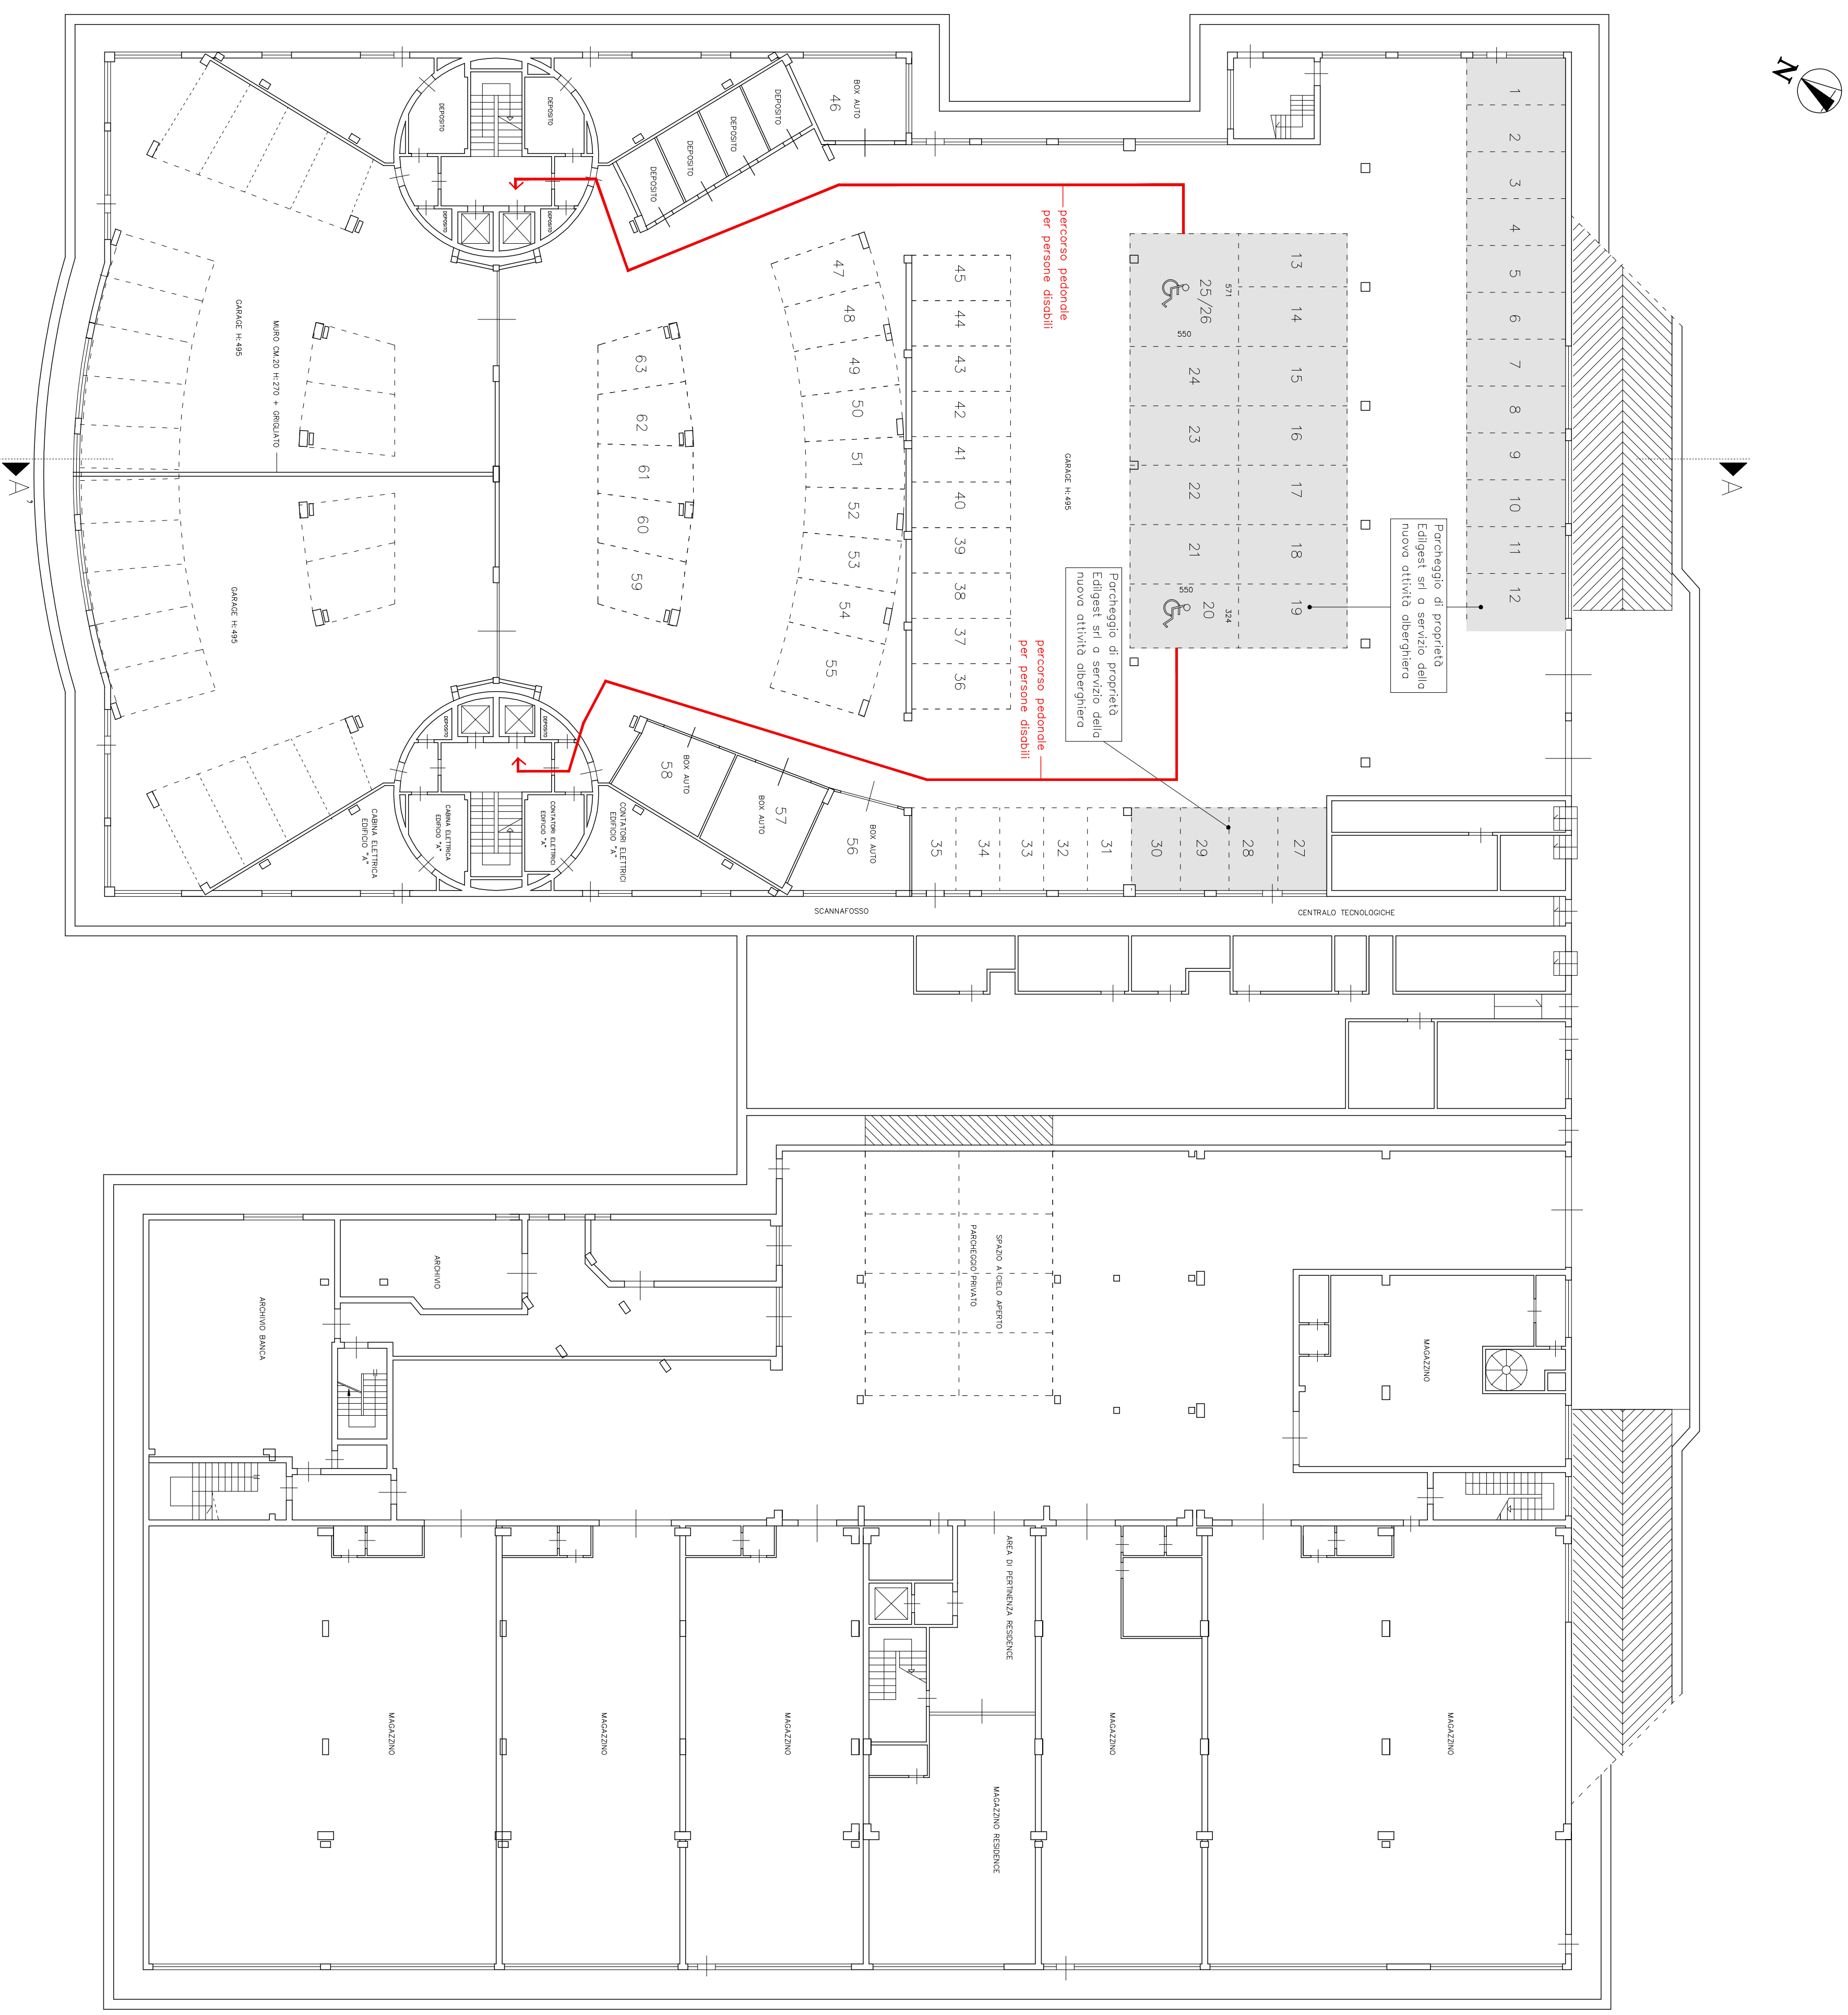 N
A
A'
1
2
3
4
5
6
7
8
9
10
11
12
13
14
15
16
17
18
19
25/26
571
550
24
23
22
21
20
324
550
Parcheggio di proprietà
Edilgest srl a servizio della
nuova attività alberghiera
Parcheggio di proprietà
Edilgest srl a servizio della
nuova attività alberghiera
GARAGE H:495
percorso pedonale
per persone disabili
percorso pedonale
per persone disabili
45
44
43
42
41
40
39
38
37
36
BOX AUTO
46
DEPOSITO
DEPOSITO
DEPOSITO
DEPOSITO
47
48
49
50
51
52
53
54
55
63
62
61
60
59
DEPOSITO
DEPOSITO
DEPOSITO
DEPOSITO
GARAGE H:495
MURO CM.20 H:270 + GRIGLIATO
GARAGE H:495
DEPOSITO
DEPOSITO
CONTATORI ELETTRICI
EDIFICIO "A"
CABINA ELETTRICA
EDIFICIO "A"
CONTATORI ELETTRICI
EDIFICIO "A"
CABINA ELETTRICA
EDIFICIO "A"
BOX AUTO
58
57
BOX AUTO
BOX AUTO
56
35
34
33
32
31
30
29
28
27
SCANNAFOSSO
CENTRALO TECNOLOGICHE
SPAZIO A CIELO APERTO
PARCHEGGIO PRIVATO
ARCHIVIO
ARCHIVIO BANCA
MAGAZZINO
AREA DI PERTINENZA RESIDENCE
MAGAZZINO
MAGAZZINO
MAGAZZINO RESIDENCE
MAGAZZINO
MAGAZZINO
MAGAZZINO